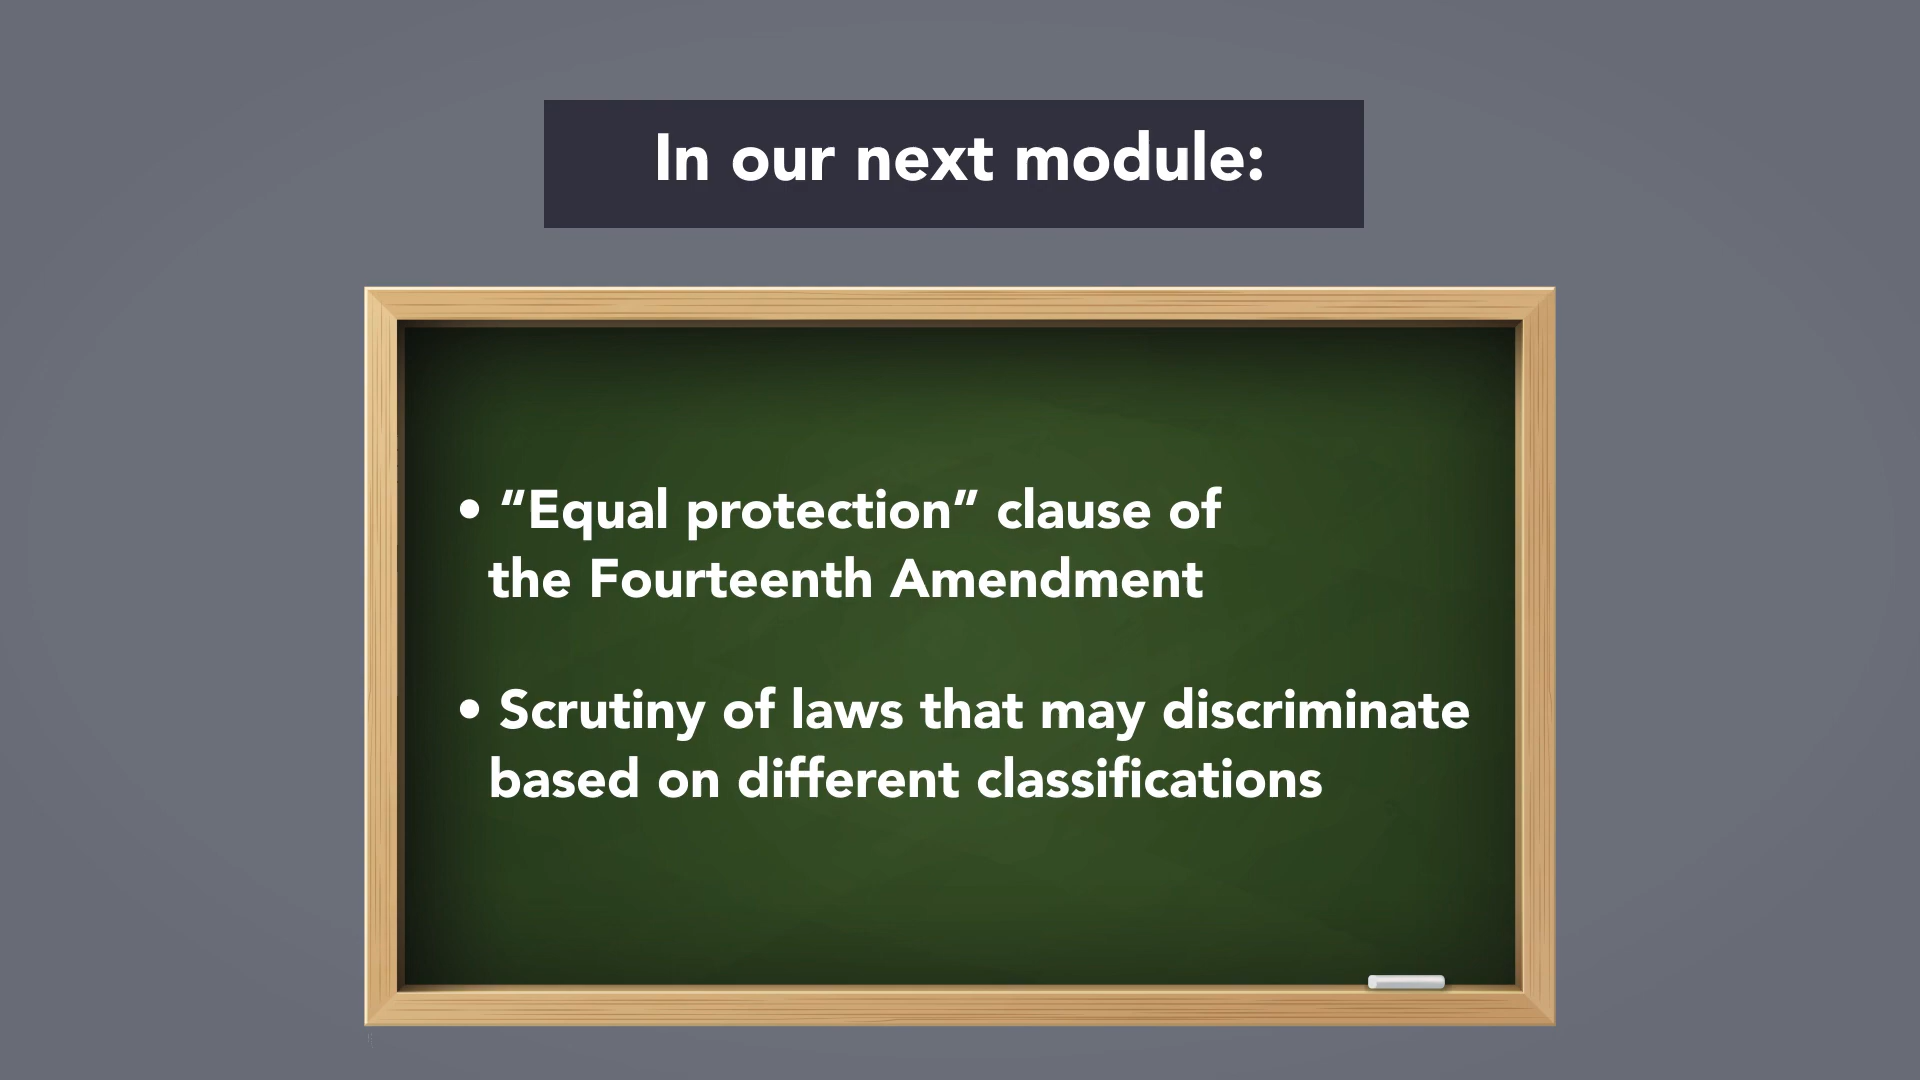 In our next module:
• “Equal protection” clause of
the Fourteenth Amendment
• Scrutiny of laws that may discriminate
based on different classifications